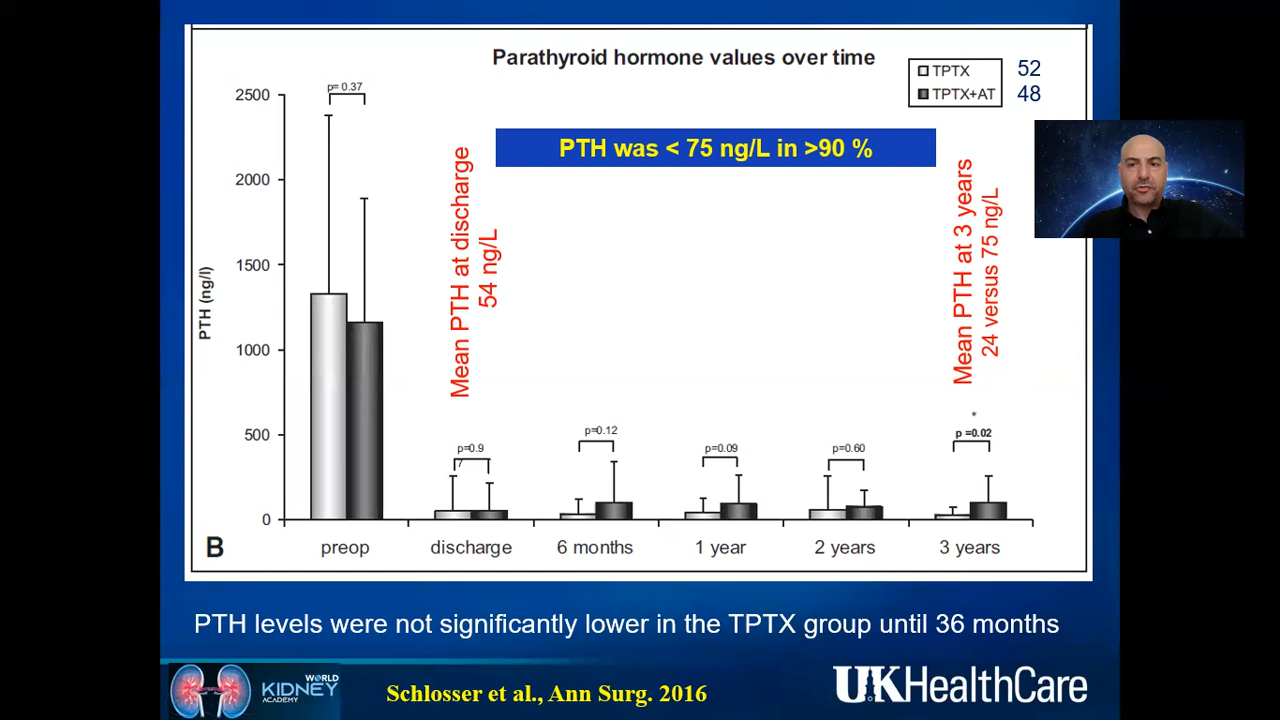 Parathyroid hormone values over time
TPTX 52
TPTX+AT 48
PTH was < 75 ng/L in >90 %
PTH (ng/l)
2500
2000
1500
1000
500
0
p= 0.37
Mean PTH at discharge
54 ng/L
p=0.9
7
p=0.12
p=0.09
p=0.60
Mean PTH at 3 years
24 versus 75 ng/L
*
p =0.02
B
preop discharge 6 months 1 year 2 years 3 years
PTH levels were not significantly lower in the TPTX group until 36 months
WORLD
KIDNEY
ACADEMY
Schlosser et al., Ann Surg. 2016
UKHealthCare